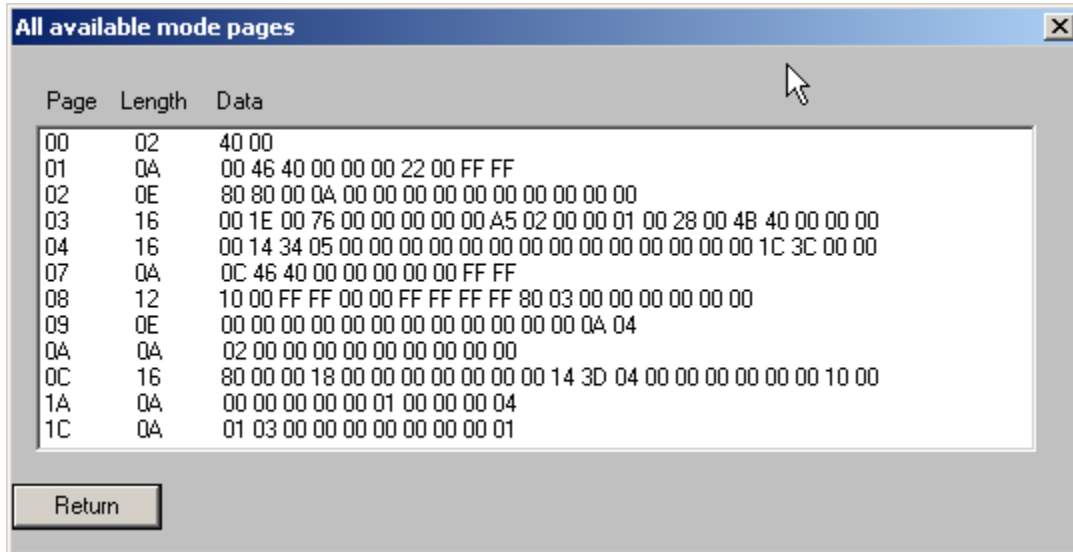 All available mode pages
Page Length Data
00 02 40 00
01 0A 00 46 40 00 00 00 22 00 FF FF
02 0E 80 80 00 0A 00 00 00 00 00 00 00 00 00 00
03 16 00 1E 00 76 00 00 00 00 00 A5 02 00 00 01 00 28 00 4B 40 00 00 00
04 16 00 14 34 05 00 00 00 00 00 00 00 00 00 00 00 00 00 00 1C 3C 00 00
07 0A 0C 46 40 00 00 00 00 00 FF FF
08 12 10 00 FF FF 00 00 FF FF FF FF 80 03 00 00 00 00 00 00
09 0E 00 00 00 00 00 00 00 00 00 00 00 00 0A 04
0A 0A 02 00 00 00 00 00 00 00 00 00
0C 16 80 00 00 18 00 00 00 00 00 00 00 14 3D 04 00 00 00 00 00 00 10 00
1A 0A 00 00 00 00 00 01 00 00 00 04
1C 0A 01 03 00 00 00 00 00 00 00 01
Return